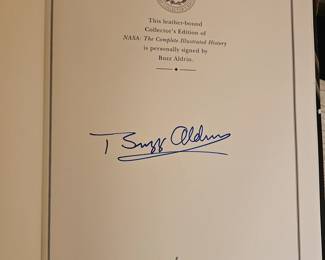 This leather-bound
Collector's Edition of
NASA: The Complete Illustrated History
is personally signed by
Buzz Aldrin.
Buzz Aldrin